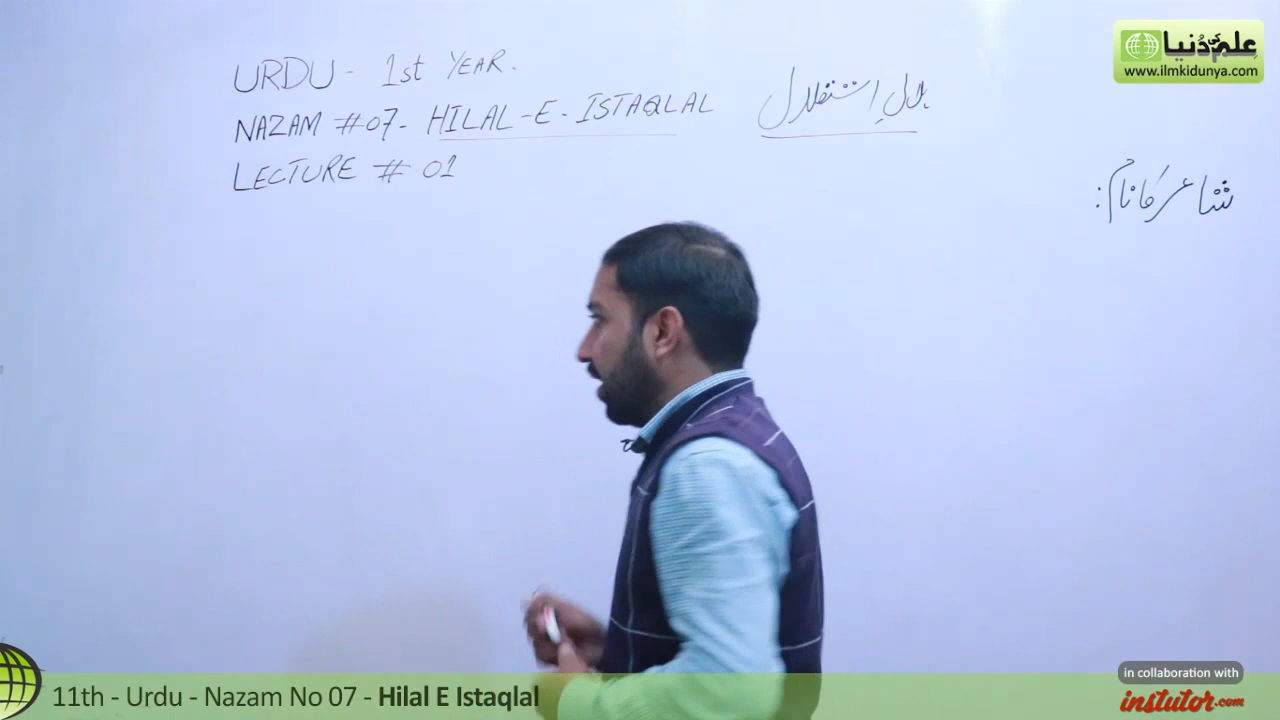 علم کی دُنیا
www.ilmkidunya.com
URDU - 1st YEAR.
NAZAM #07- HILAL-E-ISTAQLAL ہلالِ استقلال
LECTURE # 01
شاعر کا نام:
in collaboration with
instutor.com
11th - Urdu - Nazam No 07 - Hilal E Istaqlal